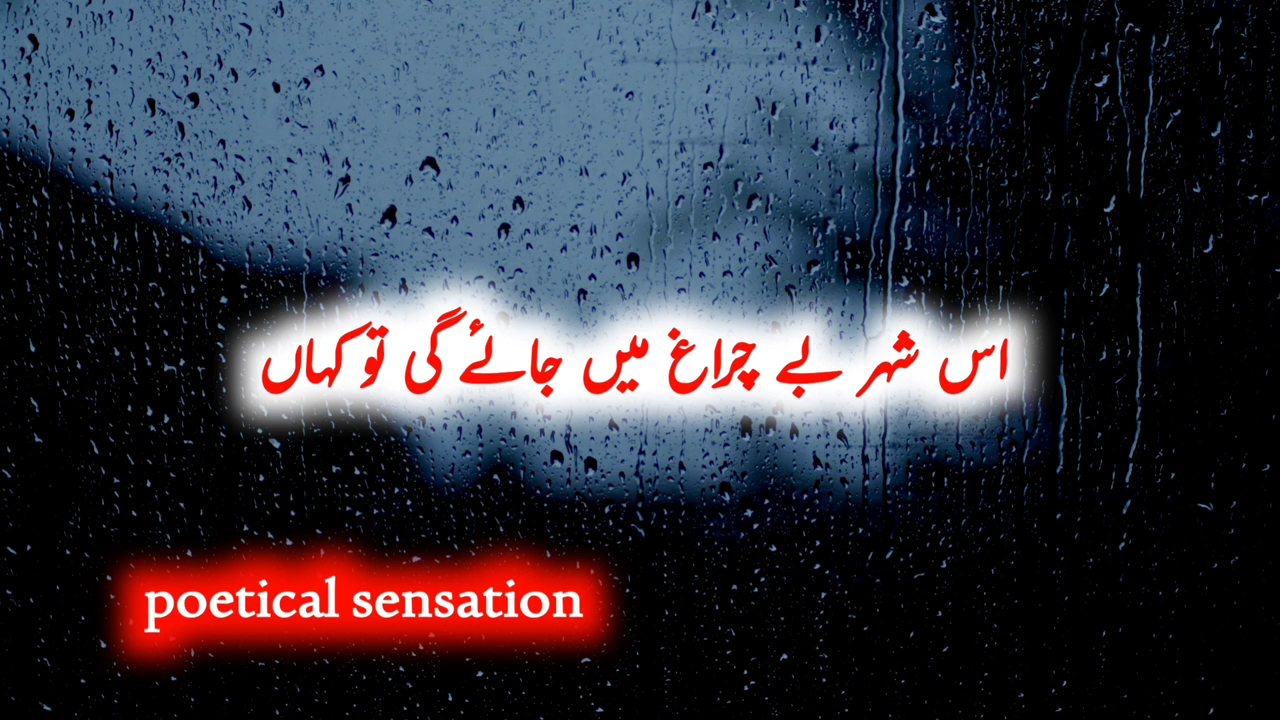 اس شہر بے چراغ میں جائے گی تو کہاں
poetical sensation